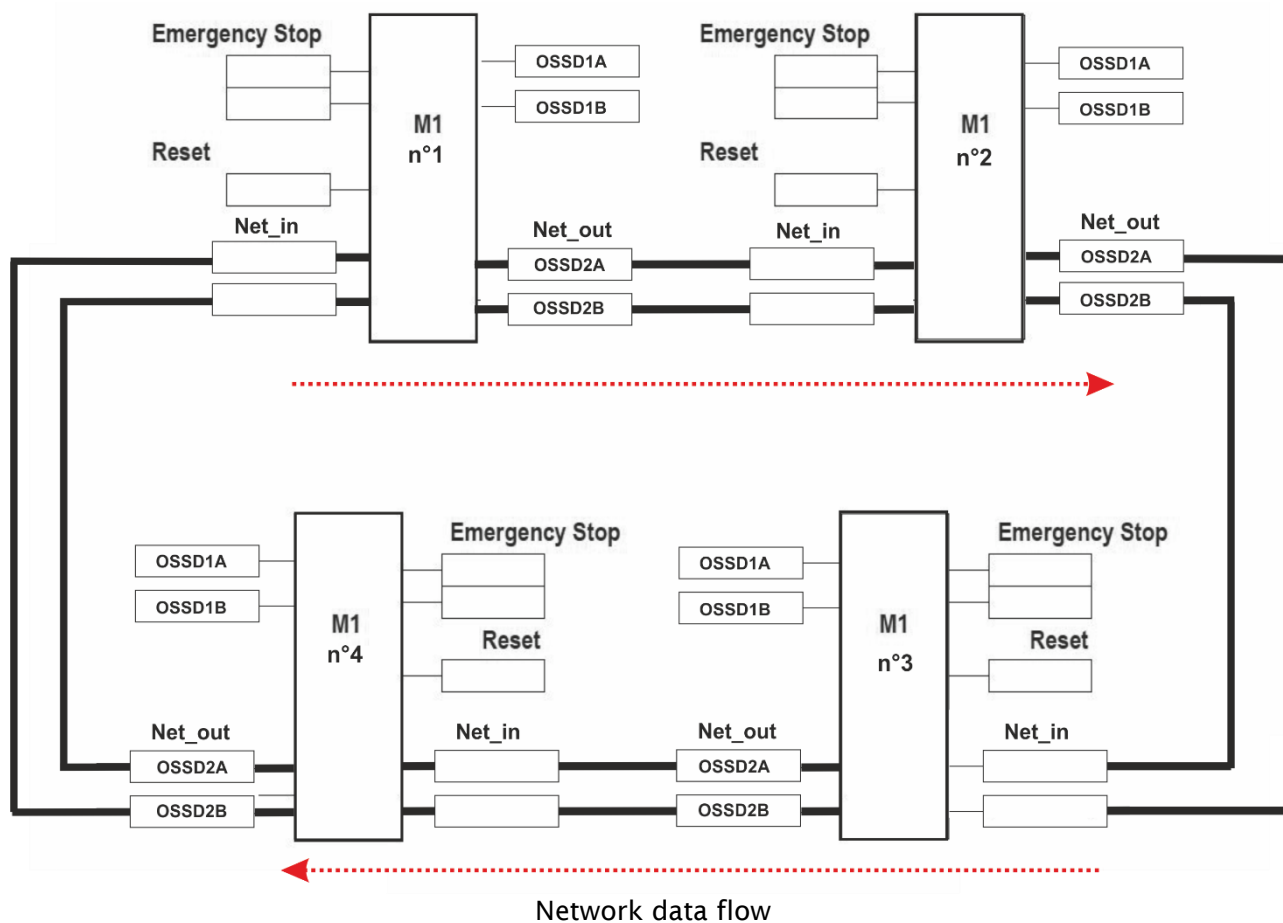 Emergency Stop
OSSD1A
OSSD1B
M1
n°1
Reset
Net_in
Net_out
OSSD2A
OSSD2B
Emergency Stop
OSSD1A
OSSD1B
M1
n°2
Reset
Net_in
Net_out
OSSD2A
OSSD2B
OSSD1A
OSSD1B
M1
n°4
Emergency Stop
Reset
Net_out
OSSD2A
OSSD2B
Net_in
OSSD1A
OSSD1B
M1
n°3
Emergency Stop
Reset
Net_out
OSSD2A
OSSD2B
Net_in
Network data flow